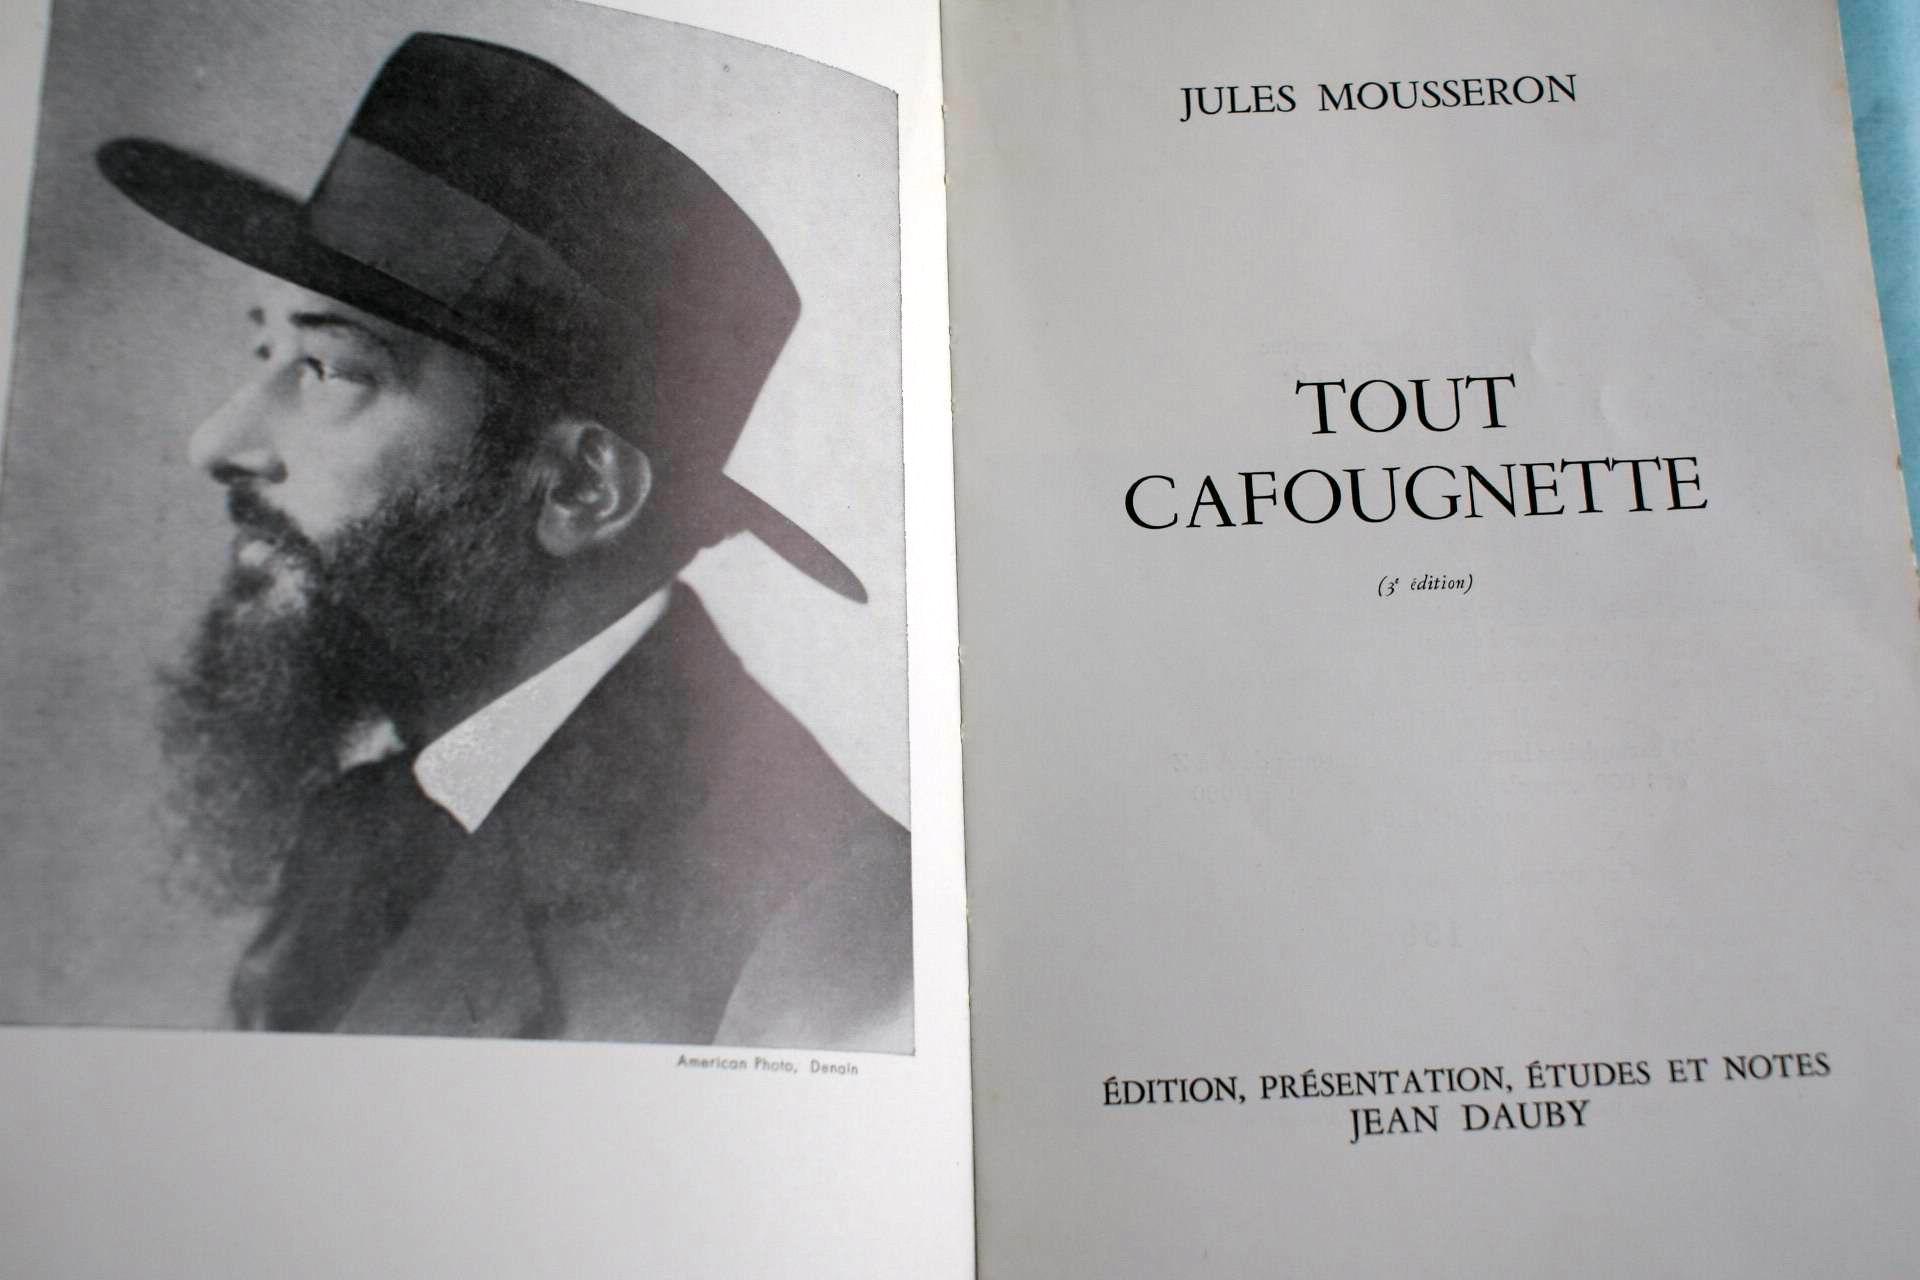 American Photo, Denain
JULES MOUSSERON
TOUT
CAFOUGNETTE
(3e édition)
ÉDITION, PRÉSENTATION, ÉTUDES ET NOTES
JEAN DAUBY